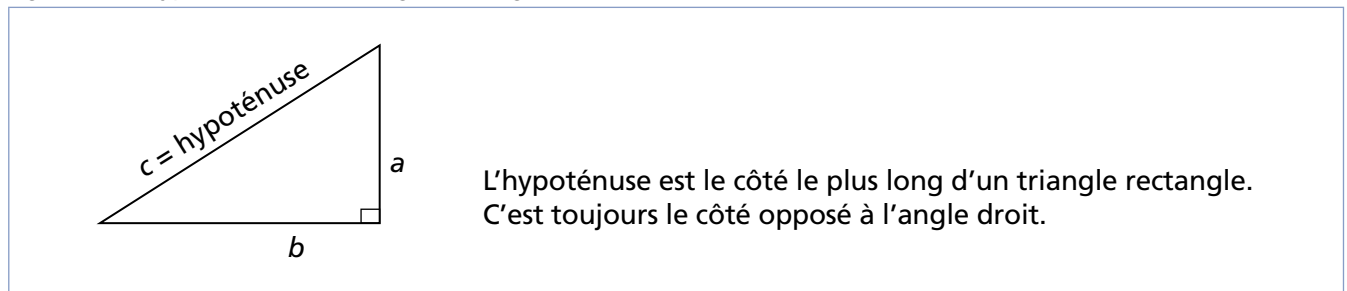 c = hypoténuse
a
b
L’hypoténuse est le côté le plus long d’un triangle rectangle.
C’est toujours le côté opposé à l’angle droit.